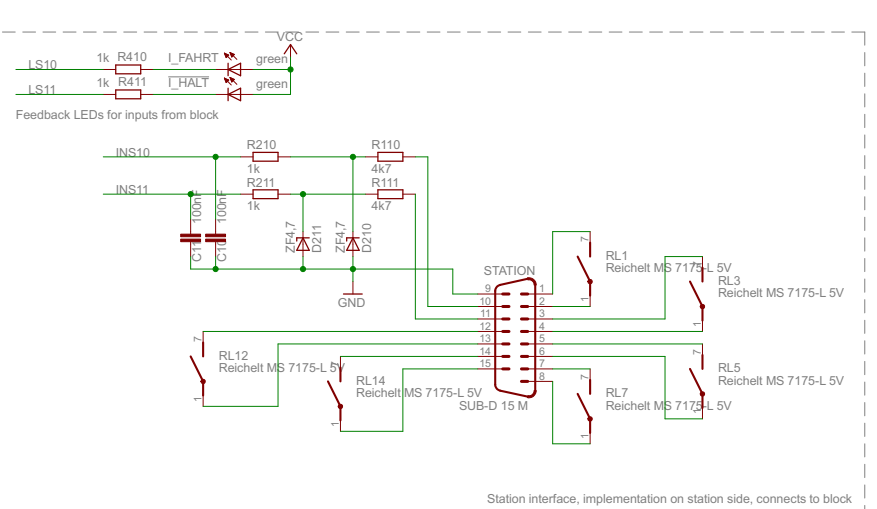 VCC
1k R410 I_FAHRT green
LS10
1k R411 I_HALT green
LS11
Feedback LEDs for inputs from block
INS10 R210 R110
1k 4k7
INS11 R211 R111
1k 4k7
100nF 100nF
ZF4,7 D211 ZF4,7 D210
GND
STATION
9 1
10 2
11 3
12 4
13 5
14 6
15 7
8
SUB-D 15 M
7 RL1
Reichelt MS 7175-L 5V
1
7 RL3
Reichelt MS 7175-L 5V
1
7 RL12
Reichelt MS 7175-L 5V
1
7 RL14
Reichelt MS 7175-L 5V
1
7 RL5
Reichelt MS 7175-L 5V
1
7 RL7
Reichelt MS 7175-L 5V
1
Station interface, implementation on station side, connects to block